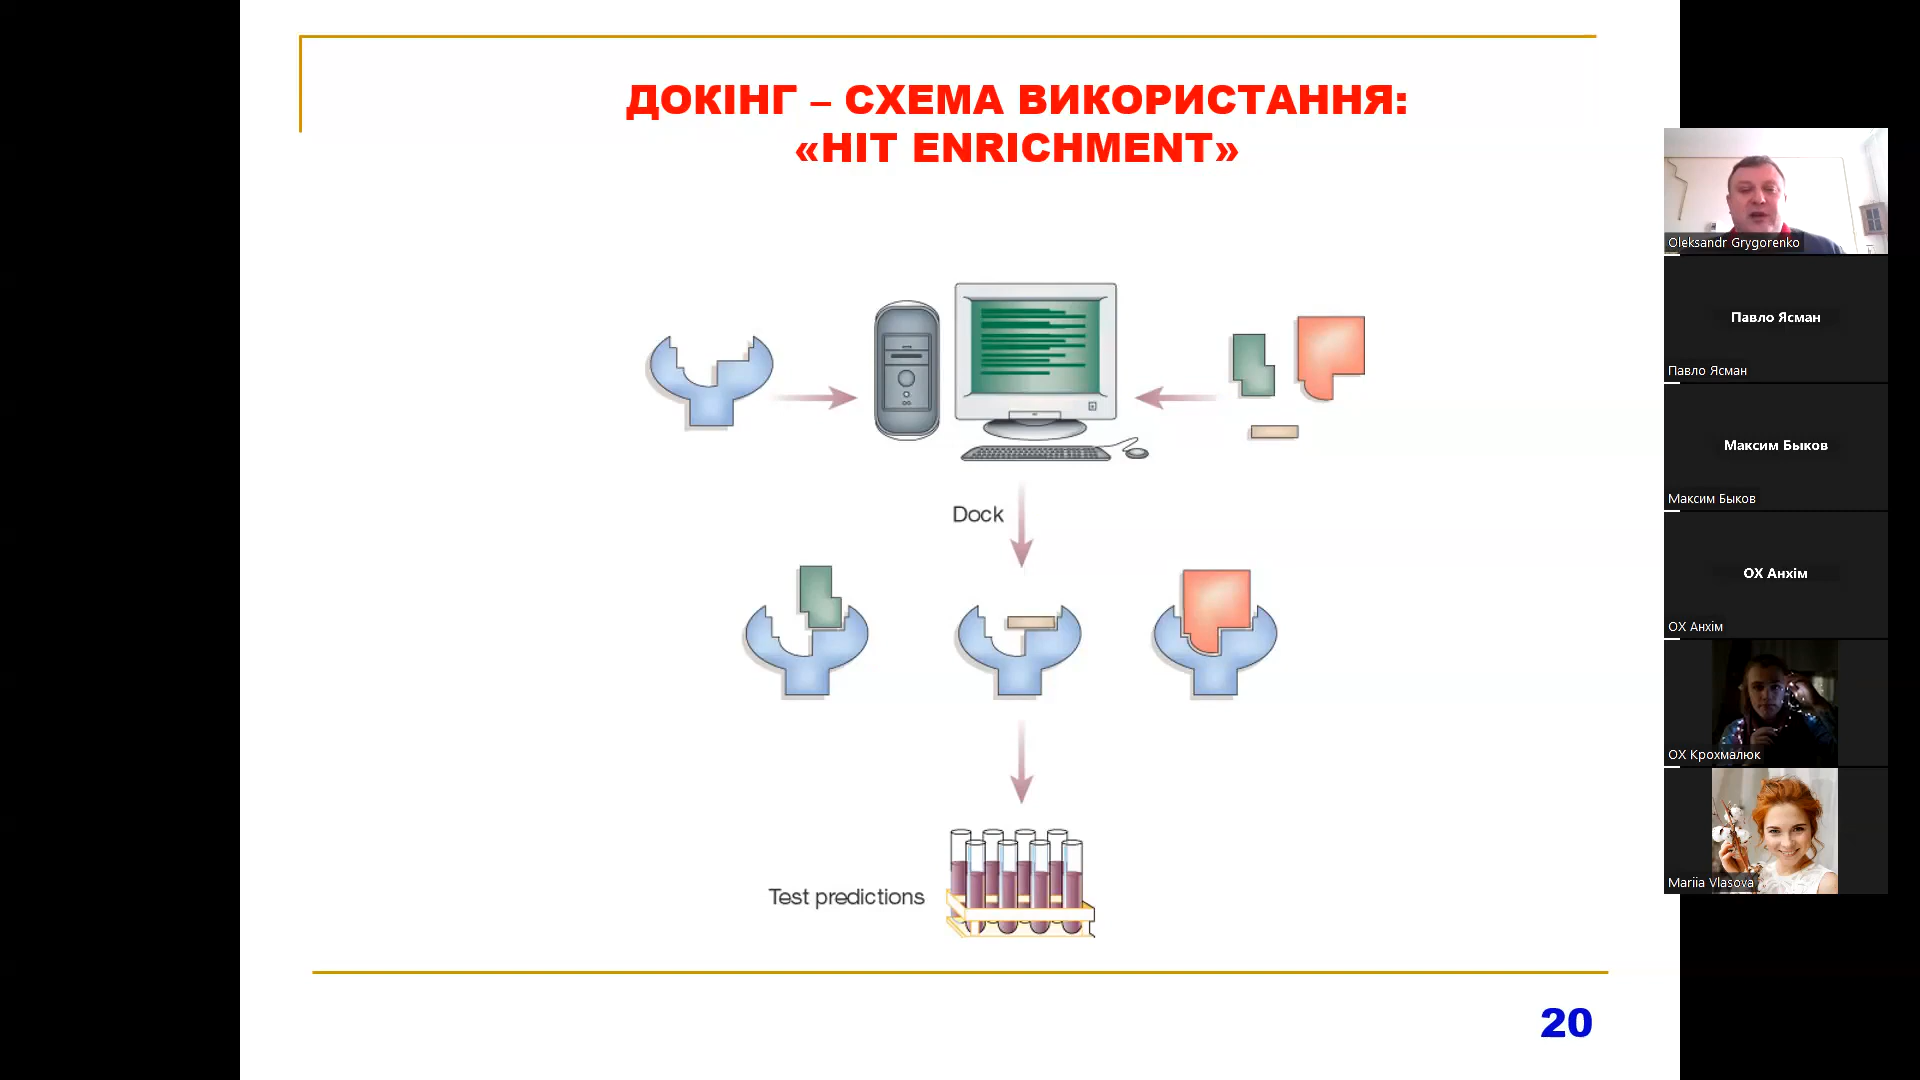 ДОКІНГ – СХЕМА ВИКОРИСТАННЯ:
«HIT ENRICHMENT»
Dock
Test predictions
20
Oleksandr Grygorenko
Павло Ясман
Павло Ясман
Максим Быков
Максим Быков
ОХ Анхім
ОХ Анхім
ОХ Крохмалюк
Mariia Vlasova